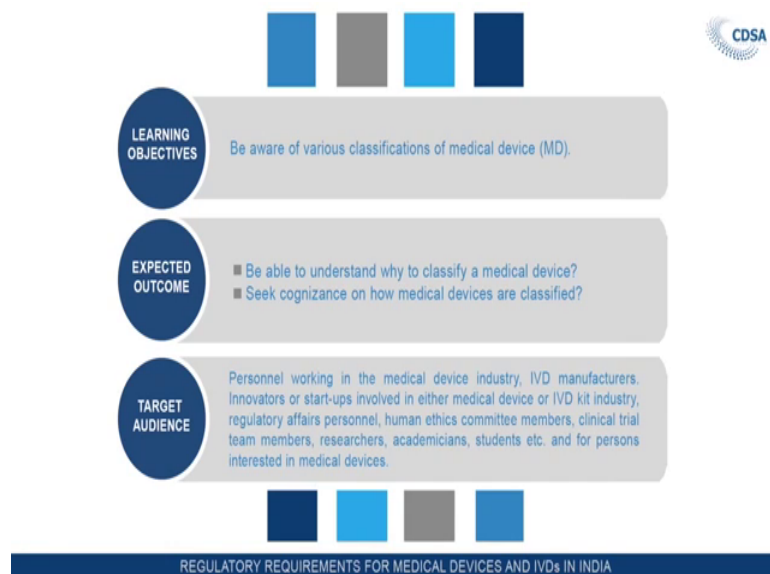 CDSA
LEARNING
OBJECTIVES
Be aware of various classifications of medical device (MD).
EXPECTED
OUTCOME
Be able to understand why to classify a medical device?
Seek cognizance on how medical devices are classified?
TARGET
AUDIENCE
Personnel working in the medical device industry, IVD manufacturers.
Innovators or start-ups involved in either medical device or IVD kit industry,
regulatory affairs personnel, human ethics committee members, clinical trial
team members, researchers, academicians, students etc. and for persons
interested in medical devices.
REGULATORY REQUIREMENTS FOR MEDICAL DEVICES AND IVDs IN INDIA